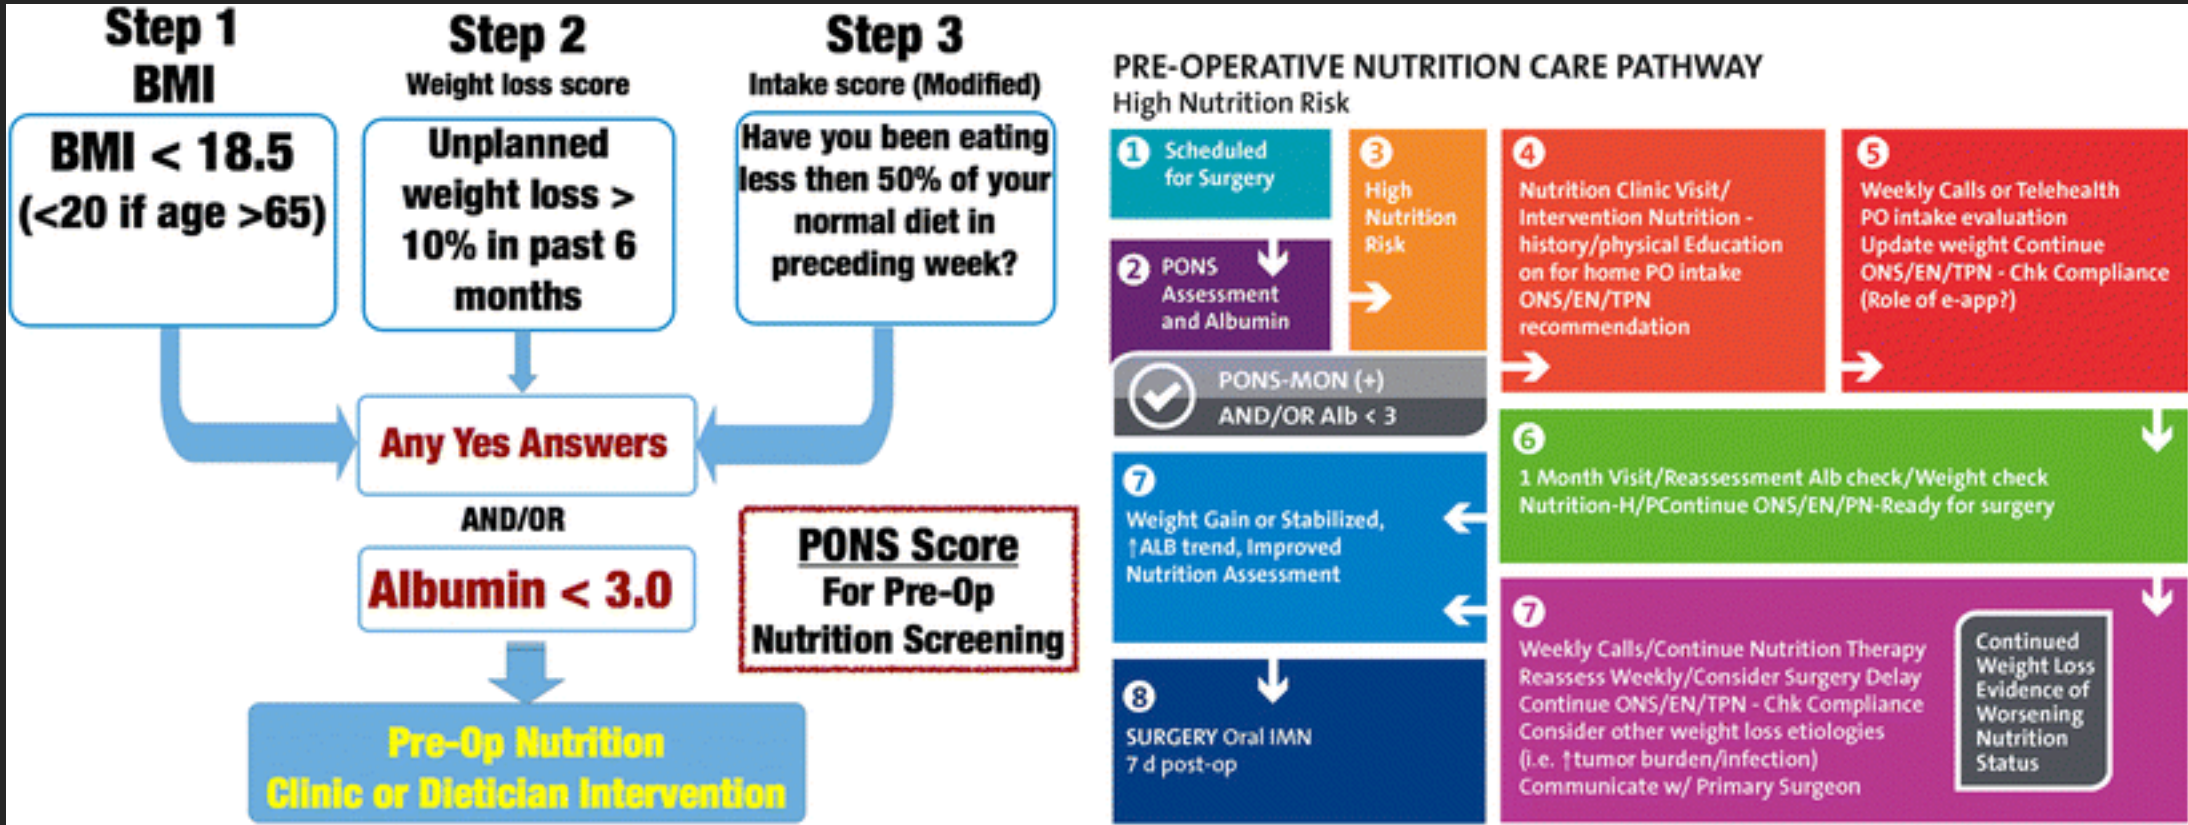 Step 1
BMI
BMI < 18.5
(<20 if age >65)
Step 2
Weight loss score
Unplanned
weight loss >
10% in past 6
months
Step 3
Intake score (Modified)
Have you been eating
less then 50% of your
normal diet in
preceding week?
Any Yes Answers
AND/OR
Albumin < 3.0
PONS Score
For Pre-Op
Nutrition Screening
Pre-Op Nutrition
Clinic or Dietician Intervention
PRE-OPERATIVE NUTRITION CARE PATHWAY
High Nutrition Risk
1 Scheduled
for Surgery
2 PONS
Assessment
and Albumin
3
High
Nutrition
Risk
PONS-MON (+)
AND/OR Alb < 3
4
Nutrition Clinic Visit/
Intervention Nutrition -
history/physical Education
on for home PO intake
ONS/EN/TPN
recommendation
5
Weekly Calls or Telehealth
PO intake evaluation
Update weight Continue
ONS/EN/TPN - Chk Compliance
(Role of e-app?)
6
1 Month Visit/Reassessment Alb check/Weight check
Nutrition-H/PContinue ONS/EN/PN-Ready for surgery
7
Weight Gain or Stabilized,
↑ALB trend, Improved
Nutrition Assessment
7
Weekly Calls/Continue Nutrition Therapy
Reassess Weekly/Consider Surgery Delay
Continue ONS/EN/TPN - Chk Compliance
Consider other weight loss etiologies
(i.e. ↑tumor burden/infection)
Communicate w/ Primary Surgeon
Continued
Weight Loss
Evidence of
Worsening
Nutrition
Status
8
SURGERY Oral IMN
7 d post-op